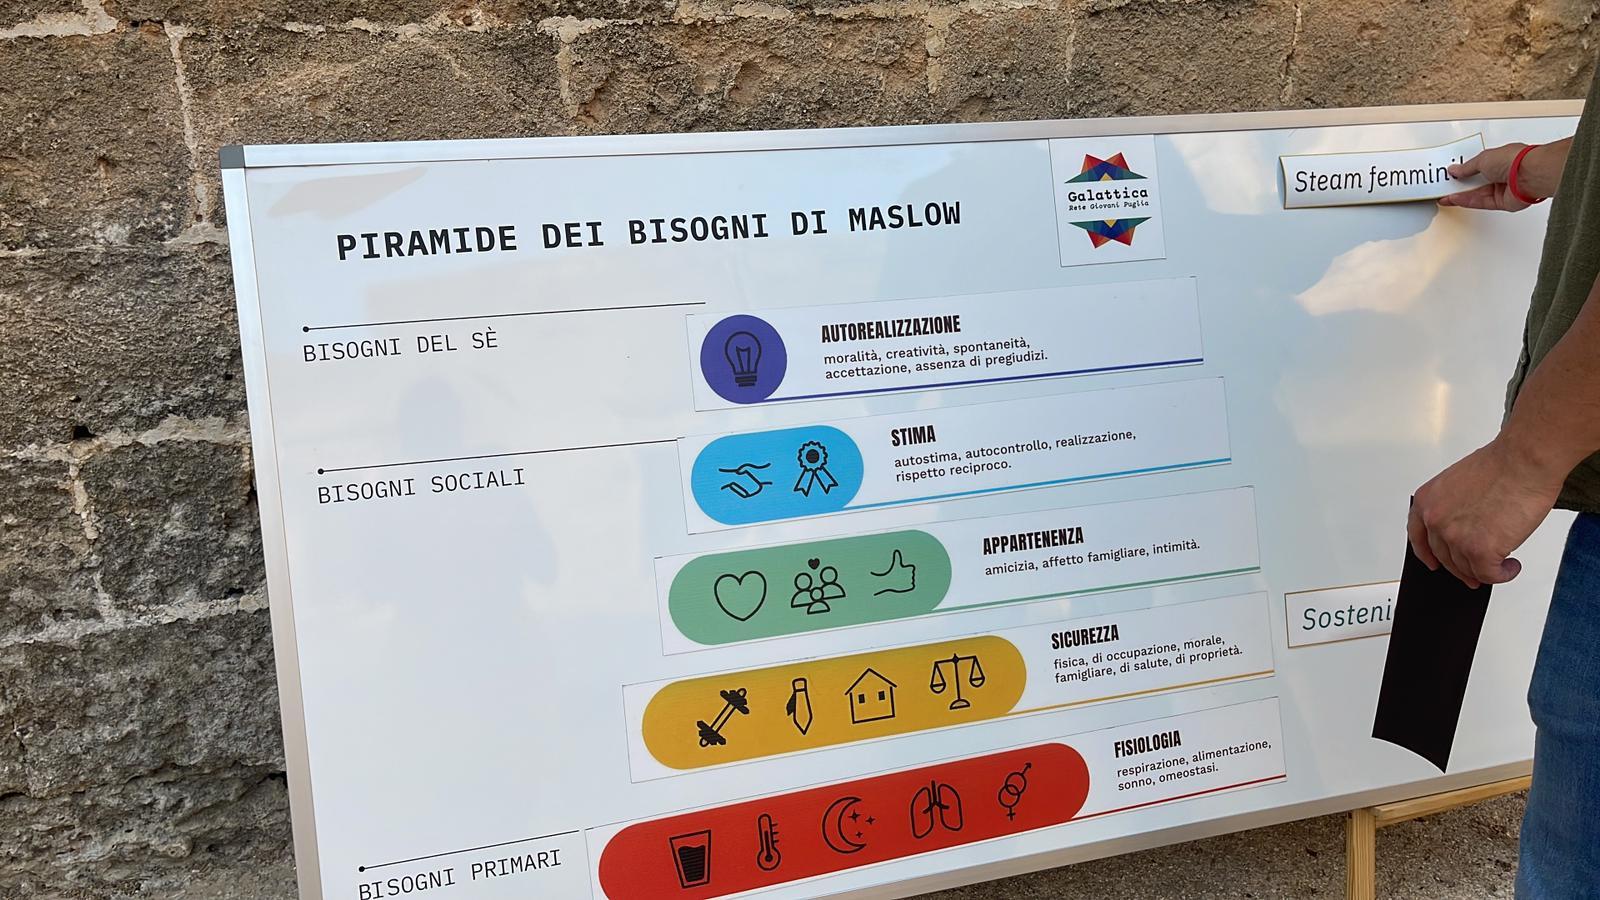 PIRAMIDE DEI BISOGNI DI MASLOW
Galattica
Rete Giovani Puglia
Steam femminil
BISOGNI DEL SÈ
AUTOREALIZZAZIONE
moralità, creatività, spontaneità,
accettazione, assenza di pregiudizi.
BISOGNI SOCIALI
STIMA
autostima, autocontrollo, realizzazione,
rispetto reciproco.
APPARTENENZA
amicizia, affetto famigliare, intimità.
Sosteni
SICUREZZA
fisica, di occupazione, morale,
famigliare, di salute, di proprietà.
FISIOLOGIA
respirazione, alimentazione,
sonno, omeostasi.
BISOGNI PRIMARI